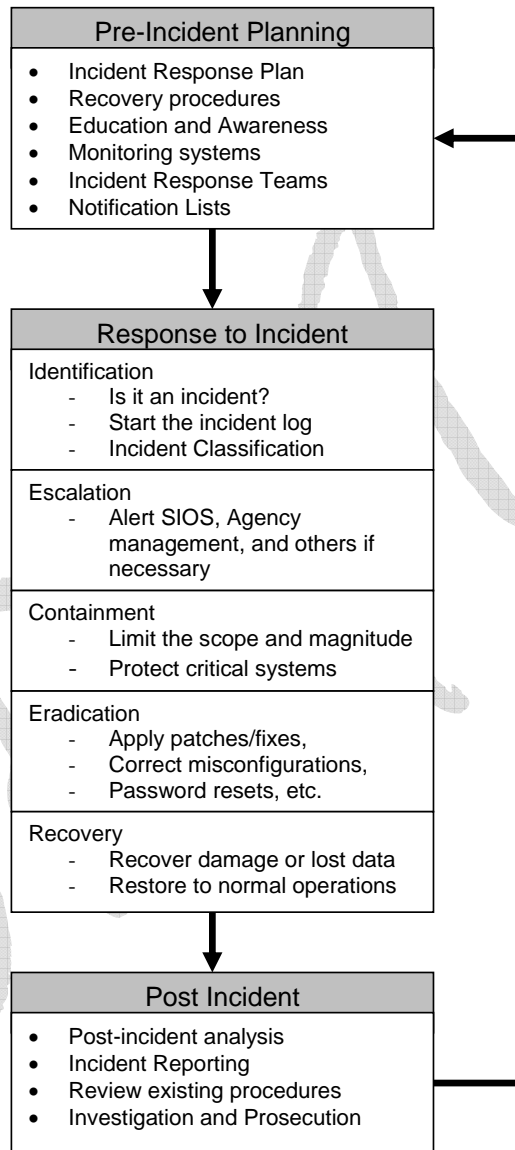 Pre-Incident Planning
• Incident Response Plan
• Recovery procedures
• Education and Awareness
• Monitoring systems
• Incident Response Teams
• Notification Lists
Response to Incident
Identification
- Is it an incident?
- Start the incident log
- Incident Classification
Escalation
- Alert SIOS, Agency
management, and others if
necessary
Containment
- Limit the scope and magnitude
- Protect critical systems
Eradication
- Apply patches/fixes,
- Correct misconfigurations,
- Password resets, etc.
Recovery
- Recover damage or lost data
- Restore to normal operations
Post Incident
• Post-incident analysis
• Incident Reporting
• Review existing procedures
• Investigation and Prosecution